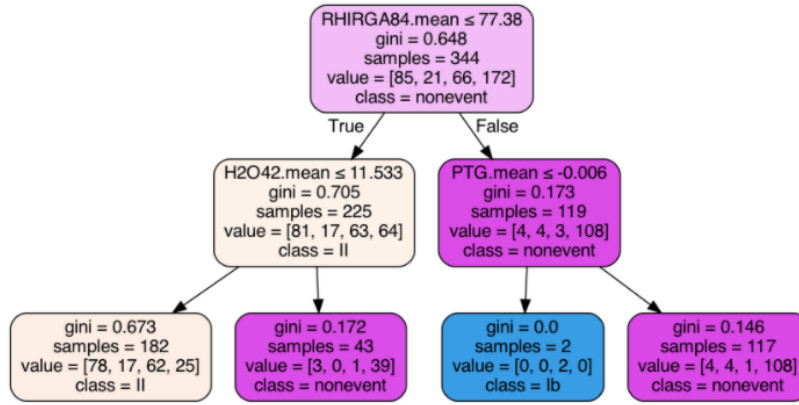 RHIRGA84.mean ≤ 77.38
gini = 0.648
samples = 344
value = [85, 21, 66, 172]
class = nonevent
True
False
H2O42.mean ≤ 11.533
gini = 0.705
samples = 225
value = [81, 17, 63, 64]
class = II
PTG.mean ≤ -0.006
gini = 0.173
samples = 119
value = [4, 4, 3, 108]
class = nonevent
gini = 0.673
samples = 182
value = [78, 17, 62, 25]
class = II
gini = 0.172
samples = 43
value = [3, 0, 1, 39]
class = nonevent
gini = 0.0
samples = 2
value = [0, 0, 2, 0]
class = Ib
gini = 0.146
samples = 117
value = [4, 4, 1, 108]
class = nonevent